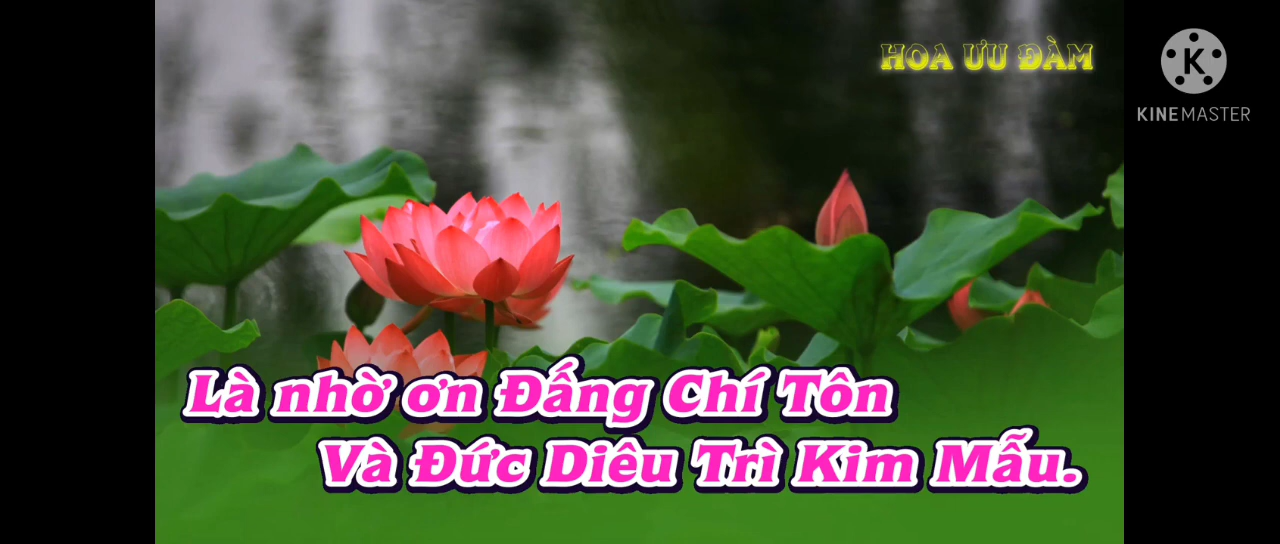 HOA ƯU ĐÀM
KINEMASTER
Là nhờ ơn Đấng Chí Tôn
Và Đức Diêu Trì Kim Mẫu.